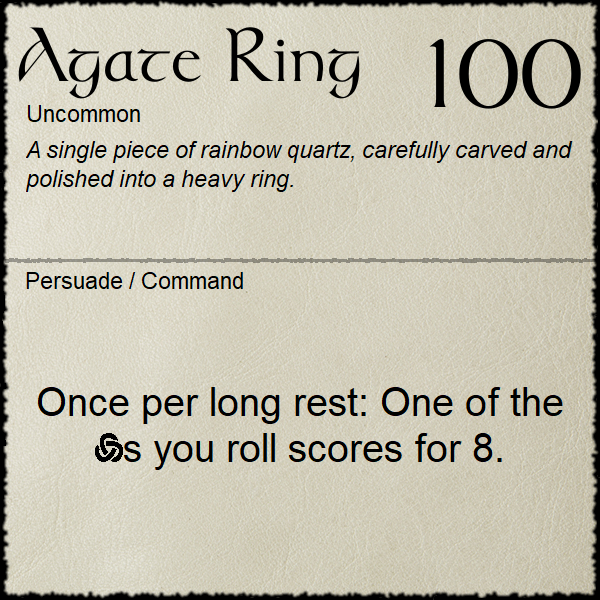 Agate Ring 100
Uncommon
A single piece of rainbow quartz, carefully carved and
polished into a heavy ring.
Persuade / Command
Once per long rest: One of the
s you roll scores for 8.